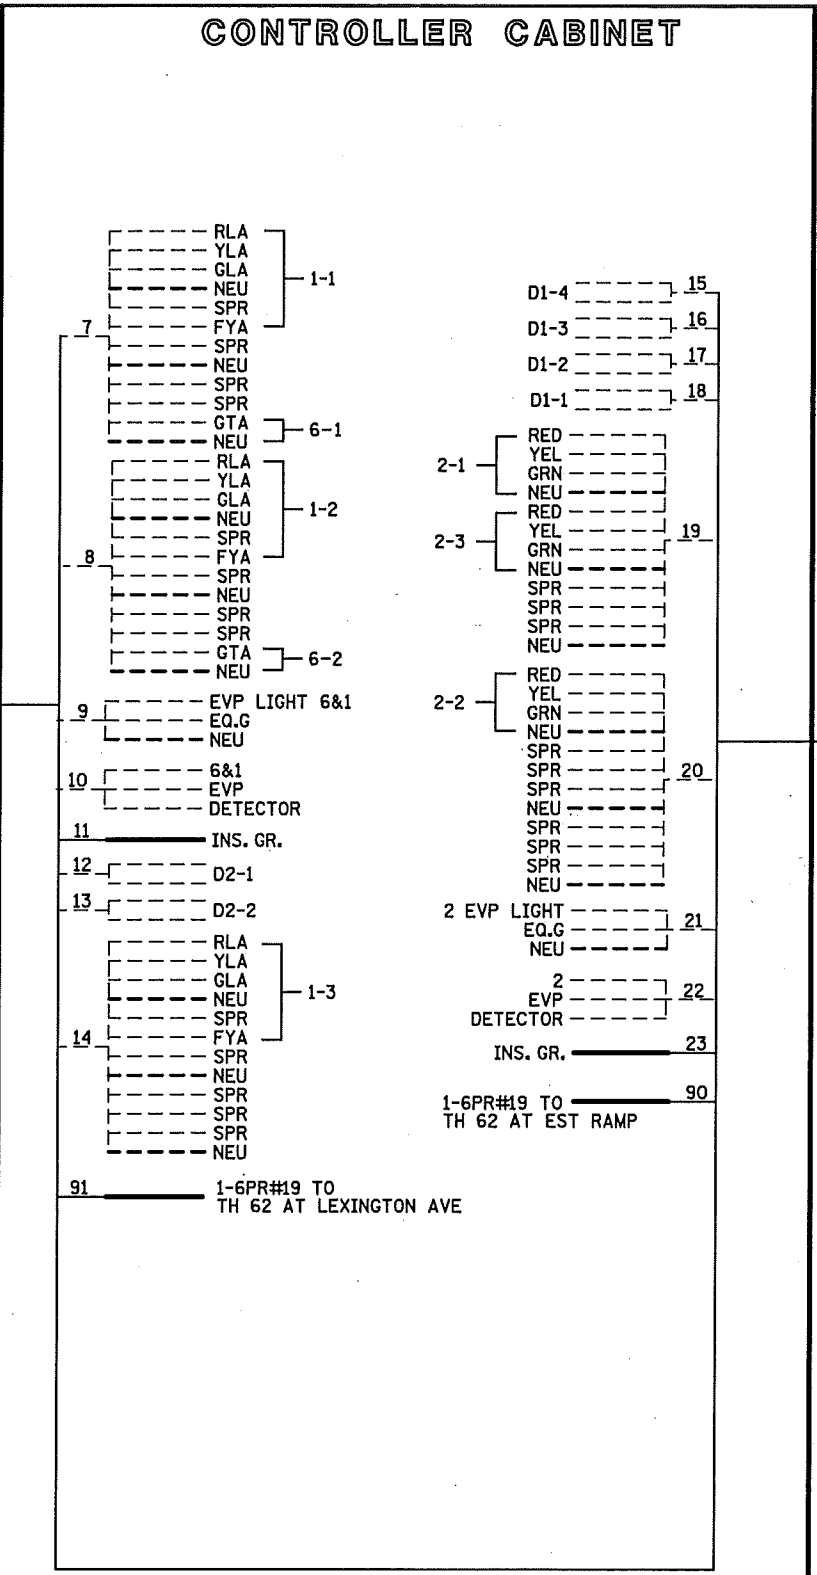 CONTROLLER CABINET
7
RLA
YLA
GLA
NEU
SPR
FYA
1-1
SPR
NEU
SPR
SPR
GTA
NEU
6-1
8
RLA
YLA
GLA
NEU
SPR
FYA
1-2
SPR
NEU
SPR
SPR
GTA
NEU
6-2
9
EVP LIGHT 6&1
EQ.G
NEU
10
6&1
EVP
DETECTOR
11 INS. GR.
12 D2-1
13 D2-2
14
RLA
YLA
GLA
NEU
SPR
FYA
1-3
SPR
NEU
SPR
SPR
SPR
NEU
91 1-6PR#19 TO
TH 62 AT LEXINGTON AVE
D1-4 15
D1-3 16
D1-2 17
D1-1 18
2-1
RED
YEL
GRN
NEU
2-3
RED
YEL
GRN
NEU
19
SPR
SPR
SPR
NEU
2-2
RED
YEL
GRN
NEU
SPR
SPR
SPR
20
NEU
SPR
SPR
SPR
NEU
2 EVP LIGHT
EQ.G
NEU
21
2
EVP
DETECTOR
22
INS. GR. 23
1-6PR#19 TO 90
TH 62 AT EST RAMP